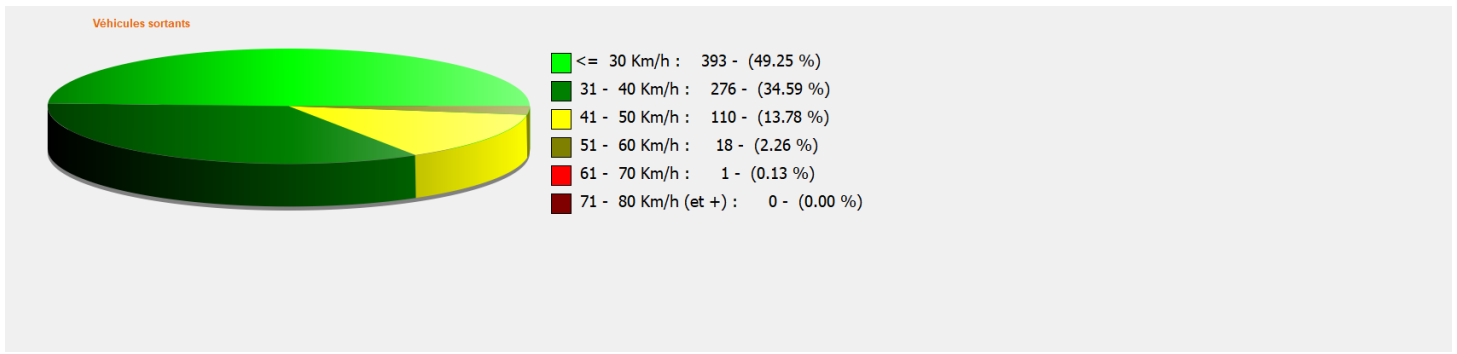 Véhicules sortants
<= 30 Km/h : 393 - (49.25 %)
31 - 40 Km/h : 276 - (34.59 %)
41 - 50 Km/h : 110 - (13.78 %)
51 - 60 Km/h : 18 - (2.26 %)
61 - 70 Km/h : 1 - (0.13 %)
71 - 80 Km/h (et +) : 0 - (0.00 %)